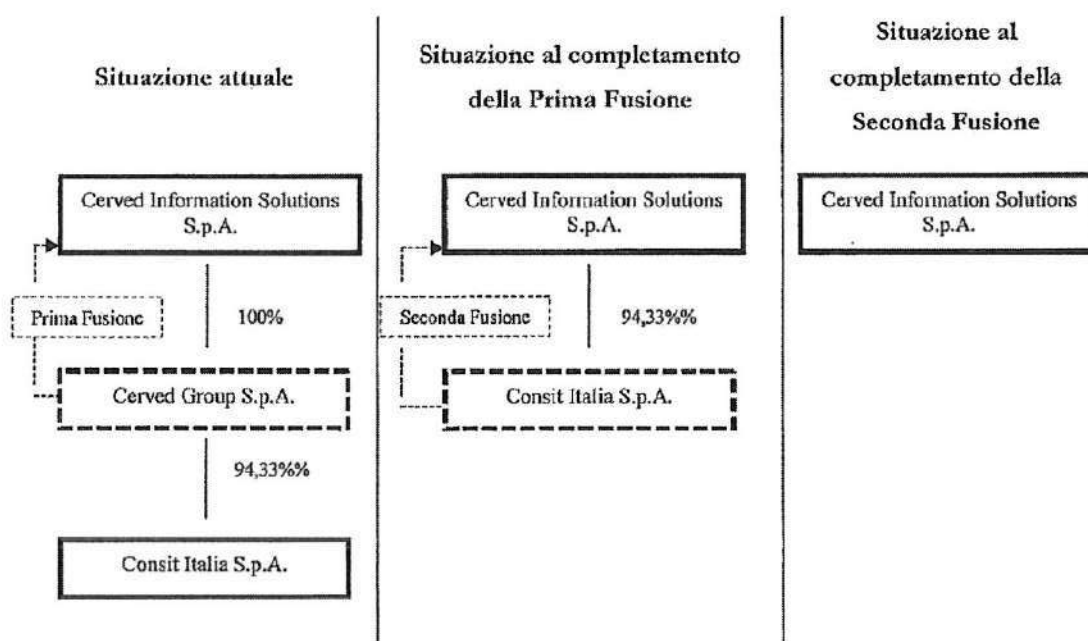 Situazione attuale
Cerved Information Solutions
S.p.A.
Prima Fusione
100%
Cerved Group S.p.A.
94,33%%
Consit Italia S.p.A.
Situazione al completamento
della Prima Fusione
Cerved Information Solutions
S.p.A.
Seconda Fusione
94,33%%
Consit Italia S.p.A.
Situazione al
completamento della
Seconda Fusione
Cerved Information Solutions
S.p.A.